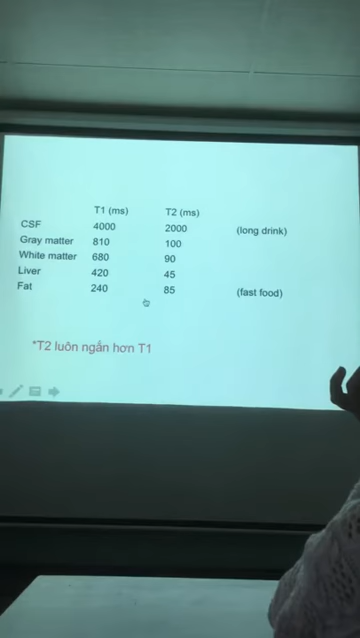 T1 (ms) T2 (ms)
CSF 4000 2000 (long drink)
Gray matter 810 100
White matter 680 90
Liver 420 45
Fat 240 85 (fast food)
*T2 luôn ngắn hơn T1